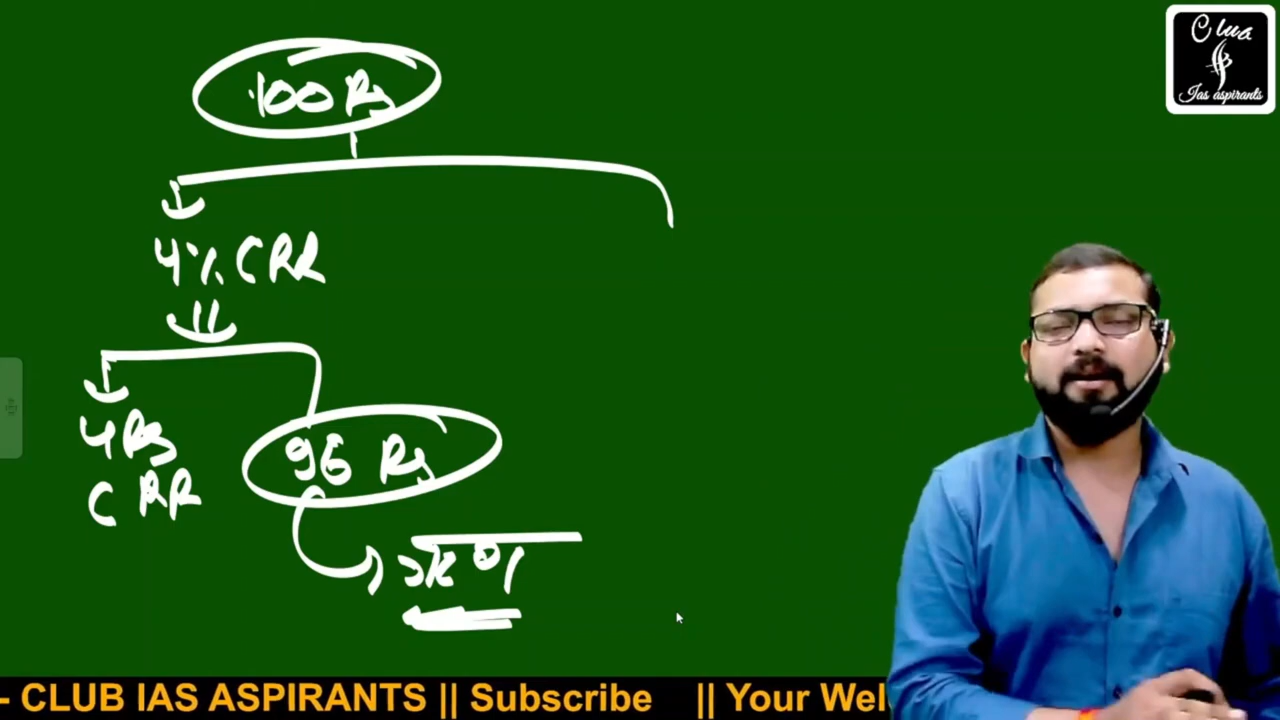 100 Rs
4% CRR
4 Rs
CRR
96 Rs
Club
Ias aspirants
- CLUB IAS ASPIRANTS || Subscribe || Your Wel